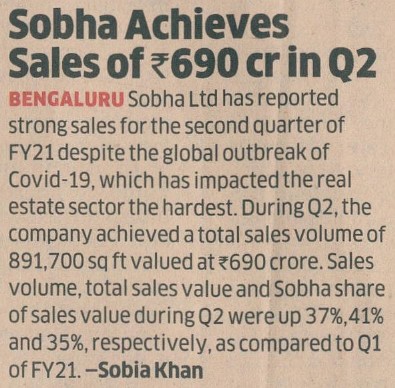 Sobha Achieves
Sales of ₹690 cr in Q2
BENGALURU Sobha Ltd has reported
strong sales for the second quarter of
FY21 despite the global outbreak of
Covid-19, which has impacted the real
estate sector the hardest. During Q2, the
company achieved a total sales volume of
891,700 sq ft valued at ₹690 crore. Sales
volume, total sales value and Sobha share
of sales value during Q2 were up 37%,41%
and 35%, respectively, as compared to Q1
of FY21. –Sobia Khan